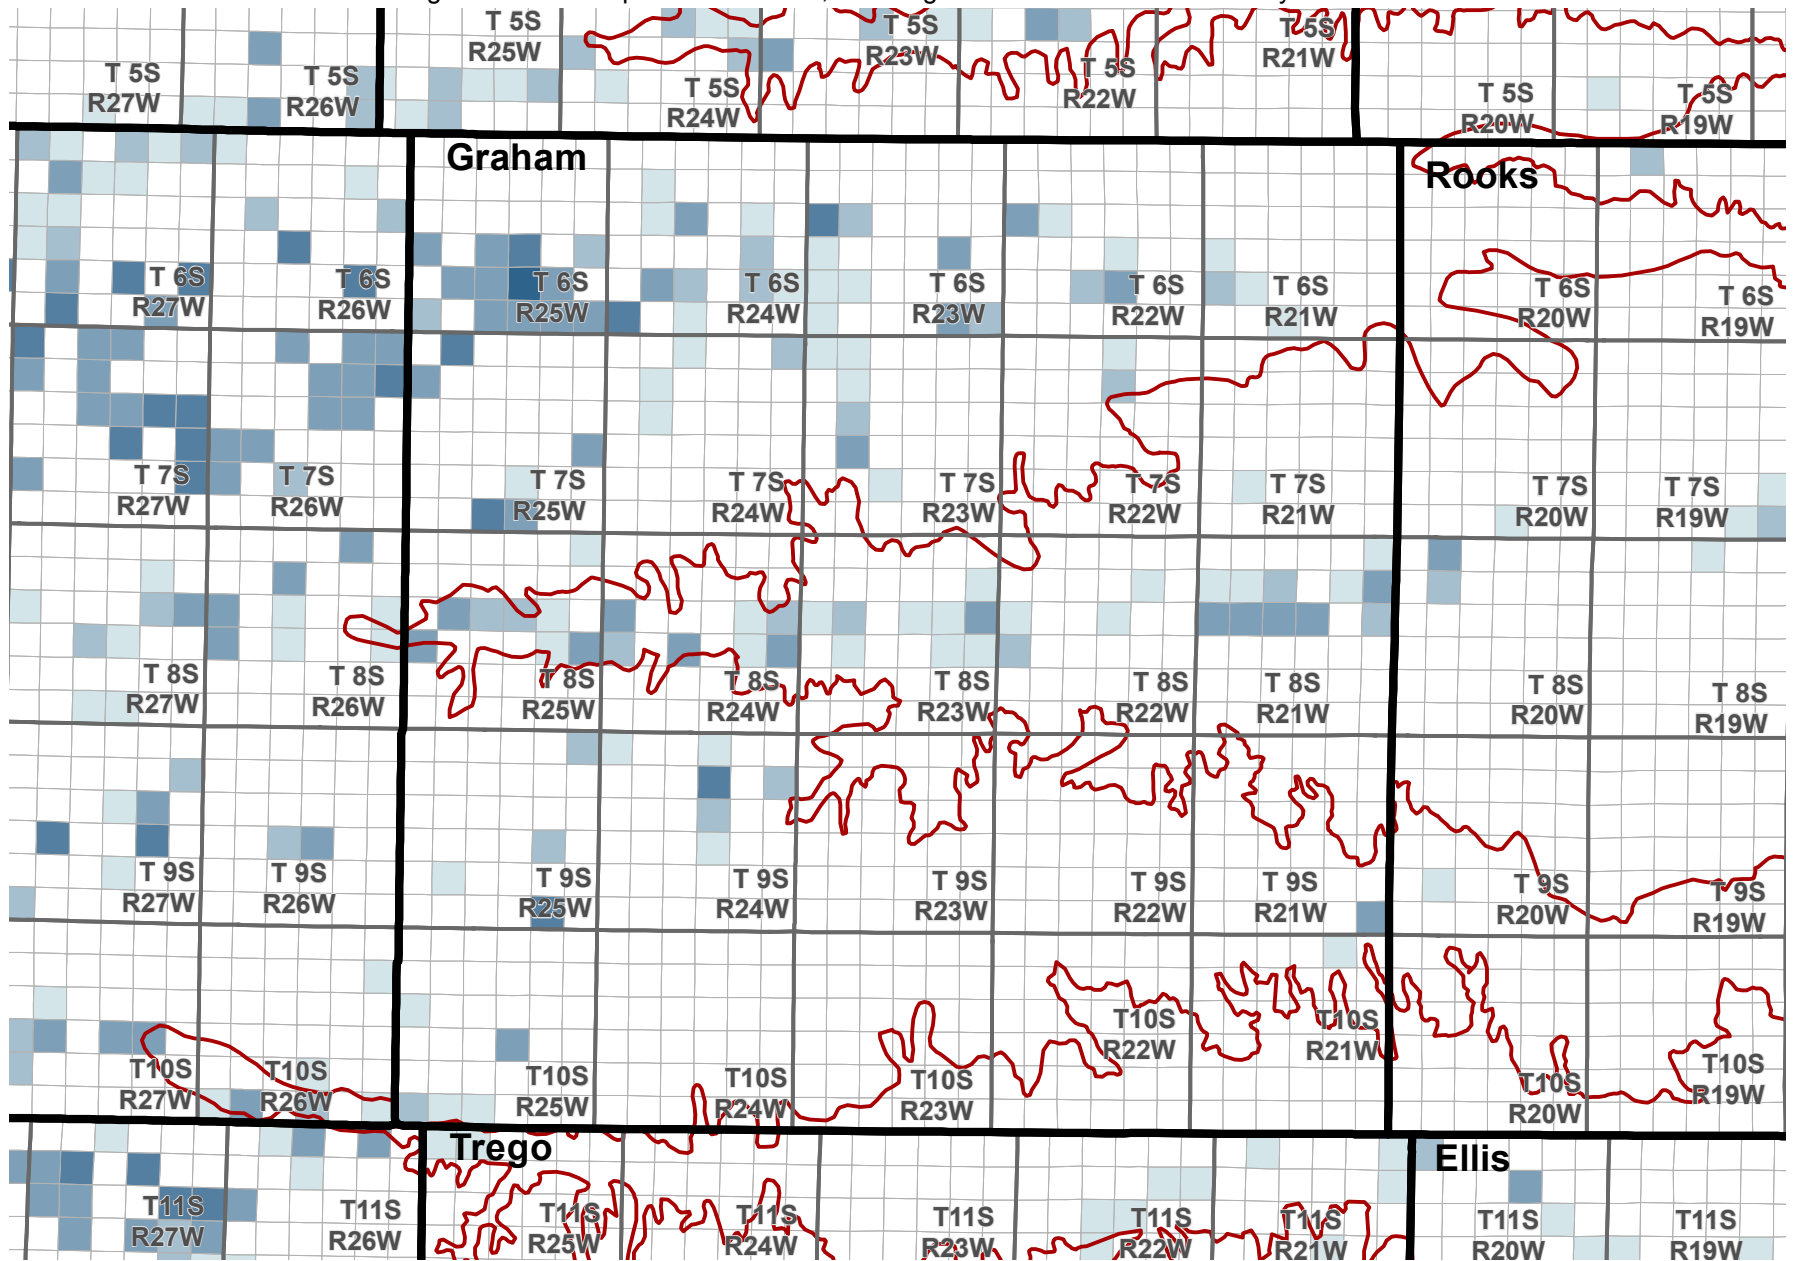 T 5S
R27W
T 5S
R26W
T 5S
R25W
T 5S
R24W
T 5S
R23W
T 5S
R22W
T 5S
R21W
T 5S
R20W
T 5S
R19W
Graham
Rooks
T 6S
R27W
T 6S
R26W
T 6S
R25W
T 6S
R24W
T 6S
R23W
T 6S
R22W
T 6S
R21W
T 6S
R20W
T 6S
R19W
T 7S
R27W
T 7S
R26W
T 7S
R25W
T 7S
R24W
T 7S
R23W
T 7S
R22W
T 7S
R21W
T 7S
R20W
T 7S
R19W
T 8S
R27W
T 8S
R26W
T 8S
R25W
T 8S
R24W
T 8S
R23W
T 8S
R22W
T 8S
R21W
T 8S
R20W
T 8S
R19W
T 9S
R27W
T 9S
R26W
T 9S
R25W
T 9S
R24W
T 9S
R23W
T 9S
R22W
T 9S
R21W
T 9S
R20W
T 9S
R19W
T10S
R27W
T10S
R26W
T10S
R25W
T10S
R24W
T10S
R23W
T10S
R22W
T10S
R21W
T10S
R20W
T10S
R19W
Trego
Ellis
T11S
R27W
T11S
R26W
T11S
R25W
T11S
R24W
T11S
R23W
T11S
R22W
T11S
R21W
T11S
R20W
T11S
R19W